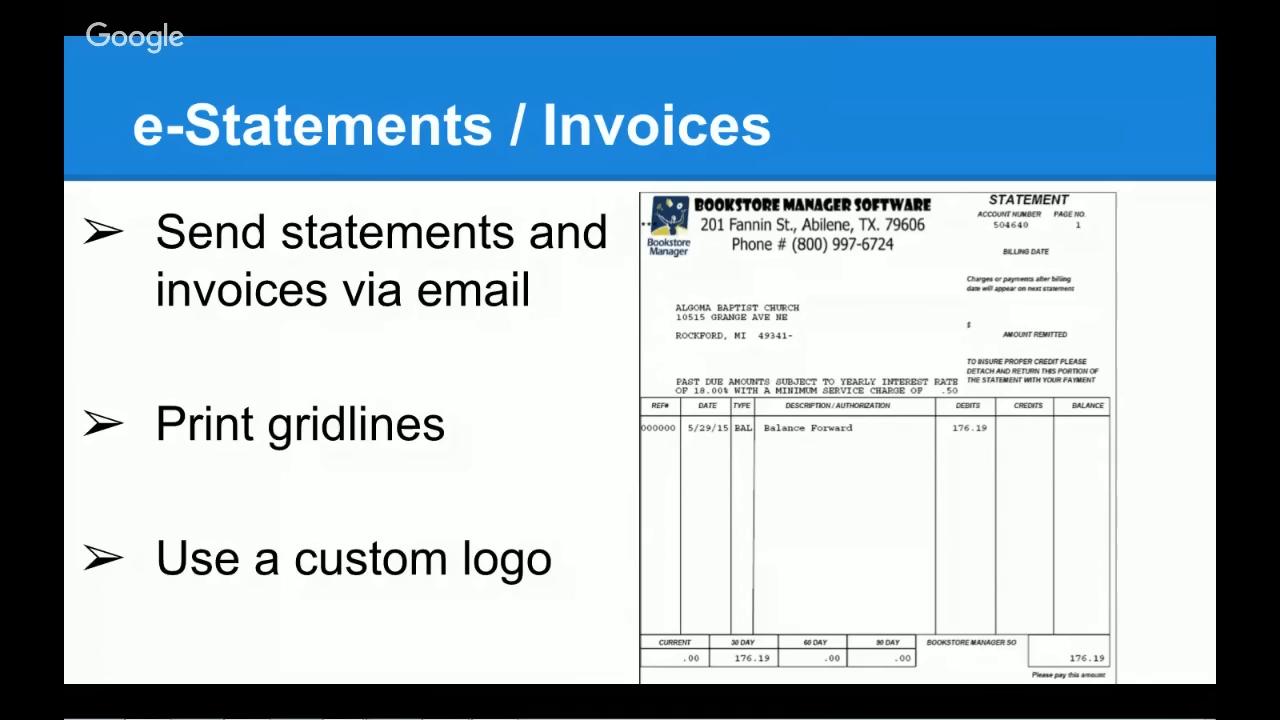 Google
e-Statements / Invoices
➢ Send statements and
invoices via email
➢ Print gridlines
➢ Use a custom logo
Bookstore
Manager
BOOKSTORE MANAGER SOFTWARE
201 Fannin St., Abilene, TX. 79606
Phone # (800) 997-6724
STATEMENT
ACCOUNT NUMBER PAGE NO.
504640 1
BILLING DATE
Charges or payments after billing
date will appear on next statement
$
AMOUNT REMITTED
TO INSURE PROPER CREDIT PLEASE
DETACH AND RETURN THIS PORTION OF
THE STATEMENT WITH YOUR PAYMENT
ALGOMA BAPTIST CHURCH
10515 GRANGE AVE NE
ROCKFORD, MI 49341-
PAST DUE AMOUNTS SUBJECT TO YEARLY INTEREST RATE
OF 18.00% WITH A MINIMUM SERVICE CHARGE OF .50
REF# DATE TYPE DESCRIPTION / AUTHORIZATION DEBITS CREDITS BALANCE
000000 5/29/15 BAL Balance Forward 176.19
CURRENT 30 DAY 60 DAY 90 DAY BOOKSTORE MANAGER SO
.00 176.19 .00 .00 176.19
Please pay this amount